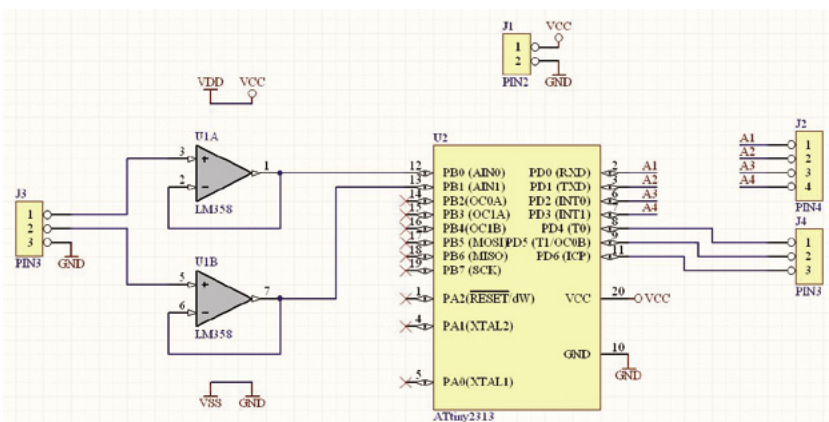 J1
1
2
PIN2
VCC
GND
VDD
VCC
U1A
3
2
1
LM358
J3
1
2
3
PIN3
GND
U1B
5
6
7
LM358
VSS
GND
U2
12
13
14
15
16
17
18
19
1
4
5
PB0 (AIN0)
PB1 (AIN1)
PB2(OC0A)
PB3 (OC1A)
PB4(OC1B)
PB5 (MOSI)
PB6 (MISO)
PB7 (SCK)
PA2(RESET/dW)
PA1(XTAL2)
PA0(XTAL1)
PD0 (RXD)
PD1 (TXD)
PD2 (INT0)
PD3 (INT1)
PD4 (T0)
PD5 (T1/OC0B)
PD6 (ICP)
VCC
GND
2
3
6
7
8
9
11
20
10
A1
A2
A3
A4
VCC
GND
ATtiny2313
J2
A1
A2
A3
A4
1
2
3
4
PIN4
J4
1
2
3
PIN3